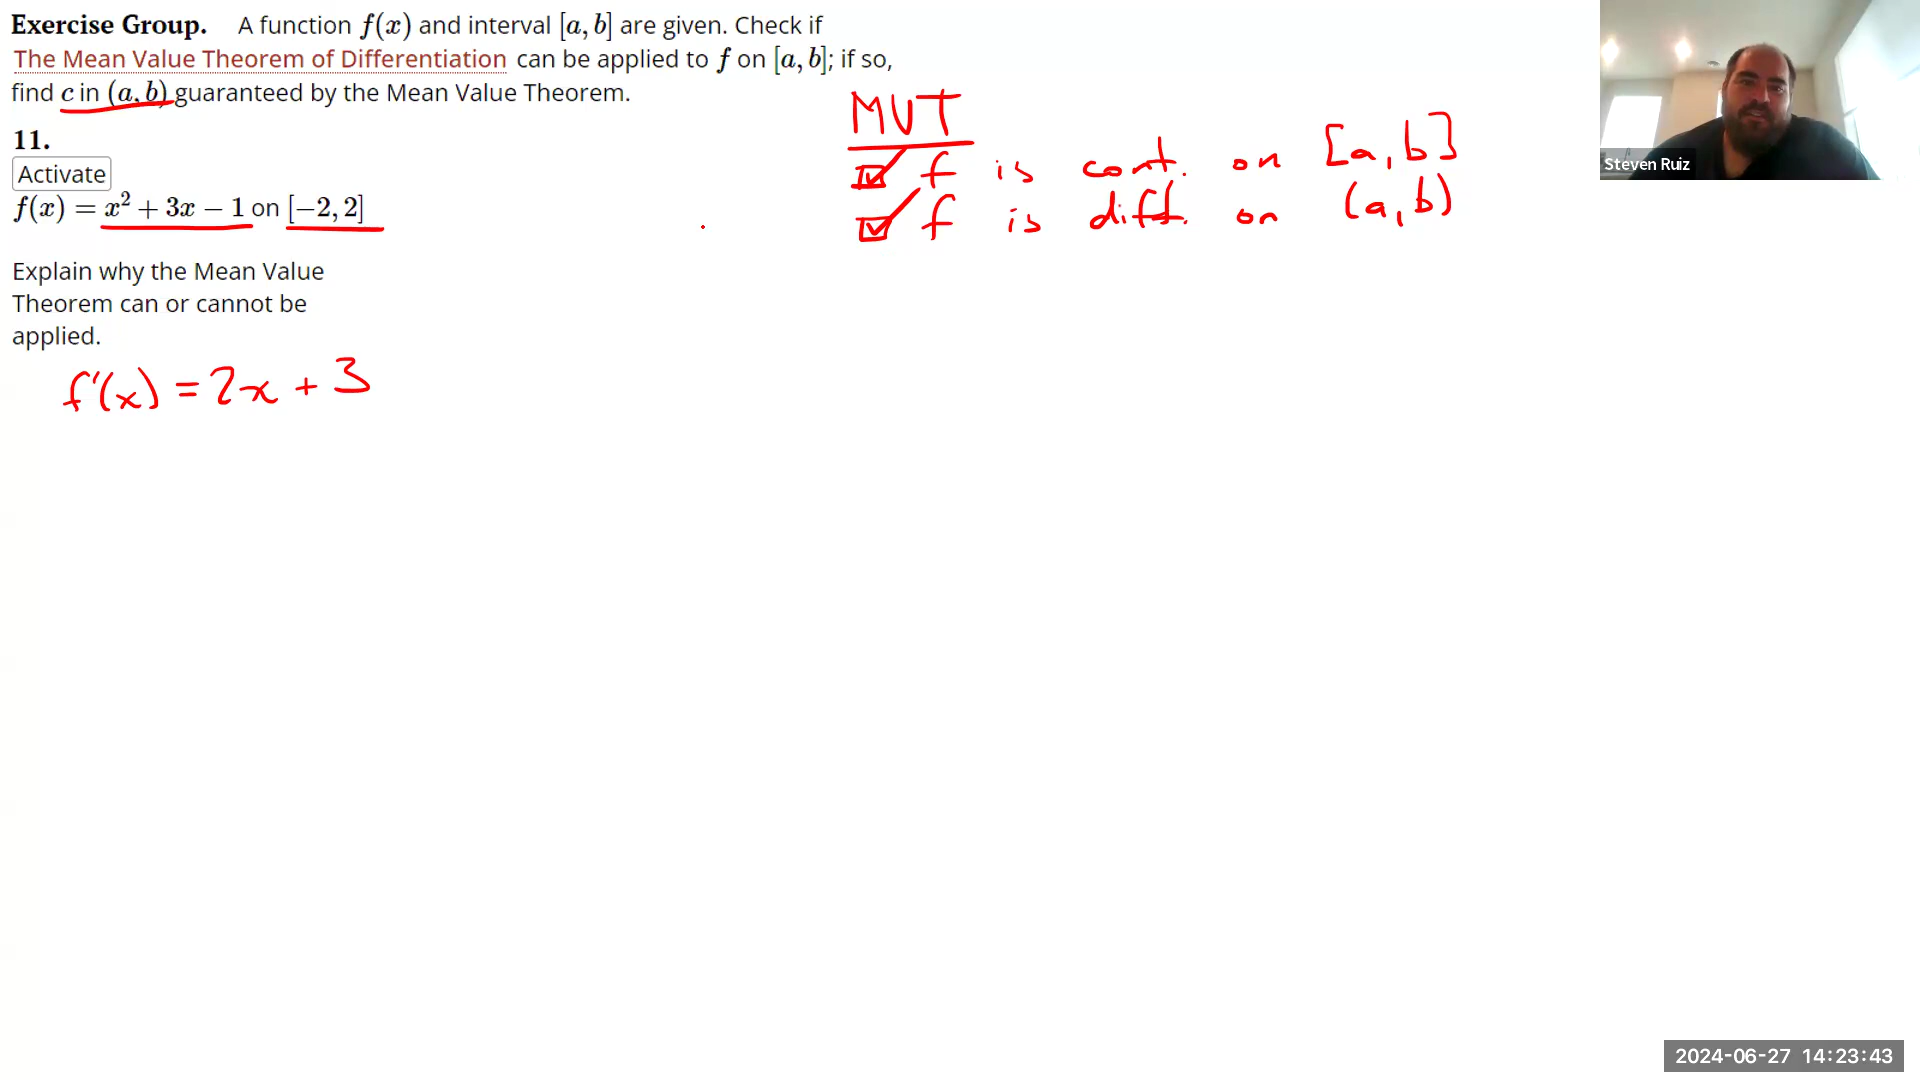 Exercise Group. A function f(x) and interval [a, b] are given. Check if
The Mean Value Theorem of Differentiation can be applied to f on [a, b]; if so,
find c in (a, b) guaranteed by the Mean Value Theorem.
11.
Activate
f(x) = x² + 3x − 1 on [−2, 2]
Explain why the Mean Value
Theorem can or cannot be
applied.
f'(x) = 2x + 3
MVT
☑ f is cont. on [a, b]
☑ f is diff. on (a, b)
Steven Ruiz
2024-06-27 14:23:43